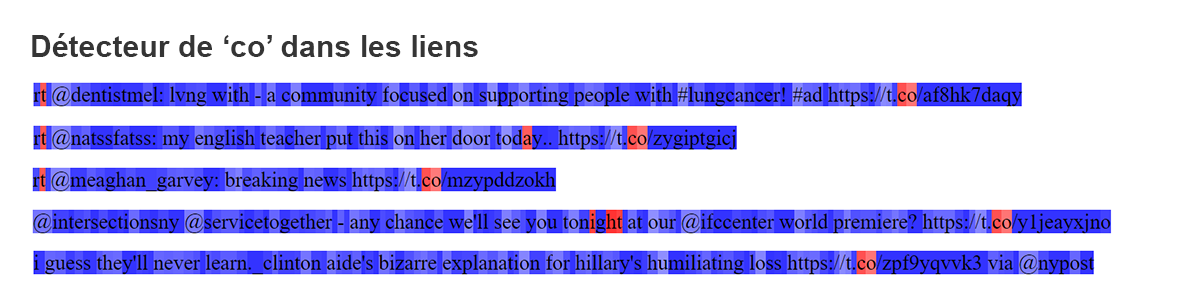 Détecteur de ‘co’ dans les liens
rt @dentistmel: lvng with - a community focused on supporting people with #lungcancer! #ad https://t.co/af8hk7daqy
rt @natssfatss: my english teacher put this on her door today.. https://t.co/zygiptgicj
rt @meaghan_garvey: breaking news https://t.co/mzypddzokh
@intersectionsny @servicetogether - any chance we'll see you tonight at our @ifccenter world premiere? https://t.co/y1jeayxjno
i guess they'll never learn._clinton aide's bizarre explanation for hillary's humiliating loss https://t.co/zpf9yqvvk3 via @nypost